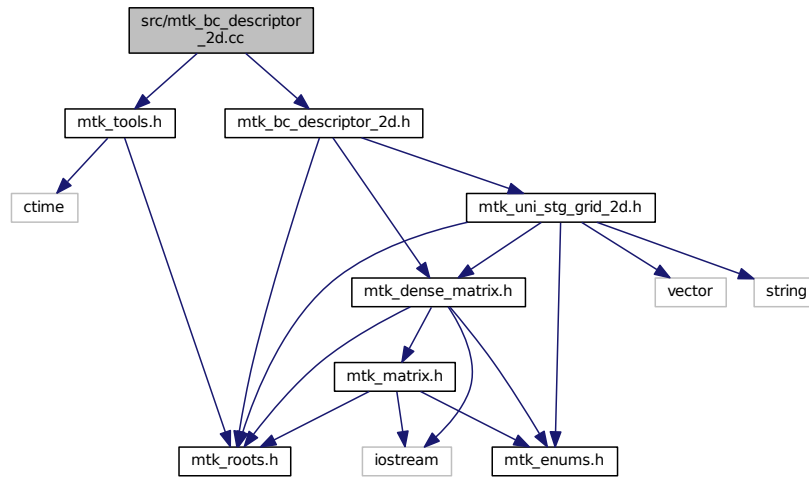 src/mtk_bc_descriptor
_2d.cc
mtk_tools.h
mtk_bc_descriptor_2d.h
ctime
mtk_uni_stg_grid_2d.h
mtk_dense_matrix.h
vector
string
mtk_matrix.h
mtk_roots.h
iostream
mtk_enums.h